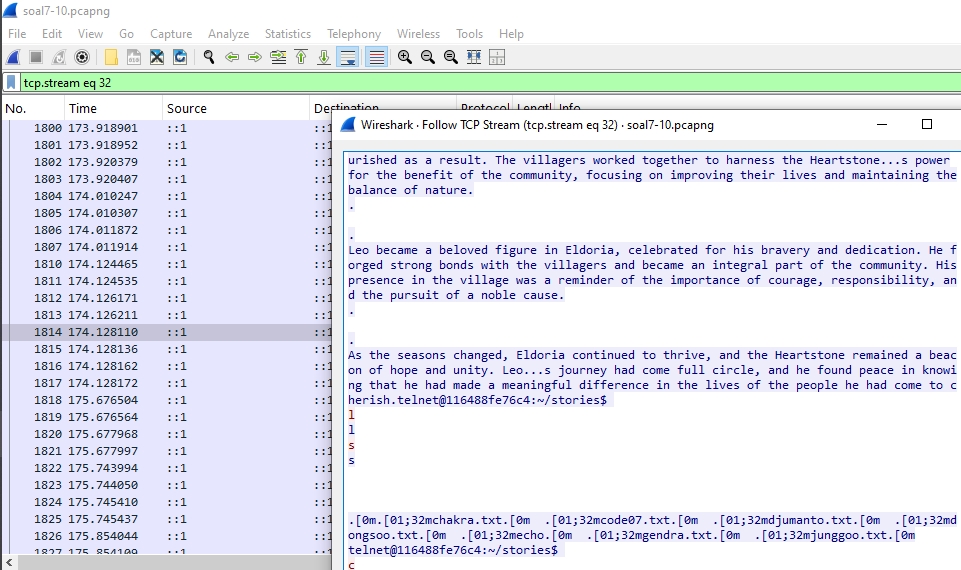 soal7-10.pcapng
File Edit View Go Capture Analyze Statistics Telephony Wireless Tools Help
tcp.stream eq 32
No. Time Source Destination Protocol Lengtl Info
1800 173.918901 ::1 ::1
1801 173.918952 ::1 ::1
1802 173.920379 ::1 ::1
1803 173.920407 ::1 ::1
1804 174.010247 ::1 ::1
1805 174.010307 ::1 ::1
1806 174.011872 ::1 ::1
1807 174.011914 ::1 ::1
1810 174.124465 ::1 ::1
1811 174.124535 ::1 ::1
1812 174.126171 ::1 ::1
1813 174.126211 ::1 ::1
1814 174.128110 ::1 ::1
1815 174.128136 ::1 ::1
1816 174.128162 ::1 ::1
1817 174.128172 ::1 ::1
1818 175.676504 ::1 ::1
1819 175.676564 ::1 ::1
1820 175.677968 ::1 ::1
1821 175.677997 ::1 ::1
1822 175.743994 ::1 ::1
1823 175.744050 ::1 ::1
1824 175.745410 ::1 ::1
1825 175.745437 ::1 ::1
1826 175.854044 ::1 ::1
1827 175.854109 ::1 ::1
Wireshark · Follow TCP Stream (tcp.stream eq 32) · soal7-10.pcapng
urished as a result. The villagers worked together to harness the Heartstone...s power
for the benefit of the community, focusing on improving their lives and maintaining the
balance of nature.
.
.
Leo became a beloved figure in Eldoria, celebrated for his bravery and dedication. He f
orged strong bonds with the villagers and became an integral part of the community. His
presence in the village was a reminder of the importance of courage, responsibility, an
d the pursuit of a noble cause.
.
.
As the seasons changed, Eldoria continued to thrive, and the Heartstone remained a beac
on of hope and unity. Leo...s journey had come full circle, and he found peace in knowi
ng that he had made a meaningful difference in the lives of the people he had come to c
herish.telnet@116488fe76c4:~/stories$
l
l
s
s
.[0m.[01;32mchakra.txt.[0m .[01;32mcode07.txt.[0m .[01;32mdjumanto.txt.[0m .[01;32md
ongsoo.txt.[0m .[01;32mecho.[0m .[01;32mgendra.txt.[0m .[01;32mjunggoo.txt.[0m
telnet@116488fe76c4:~/stories$
c